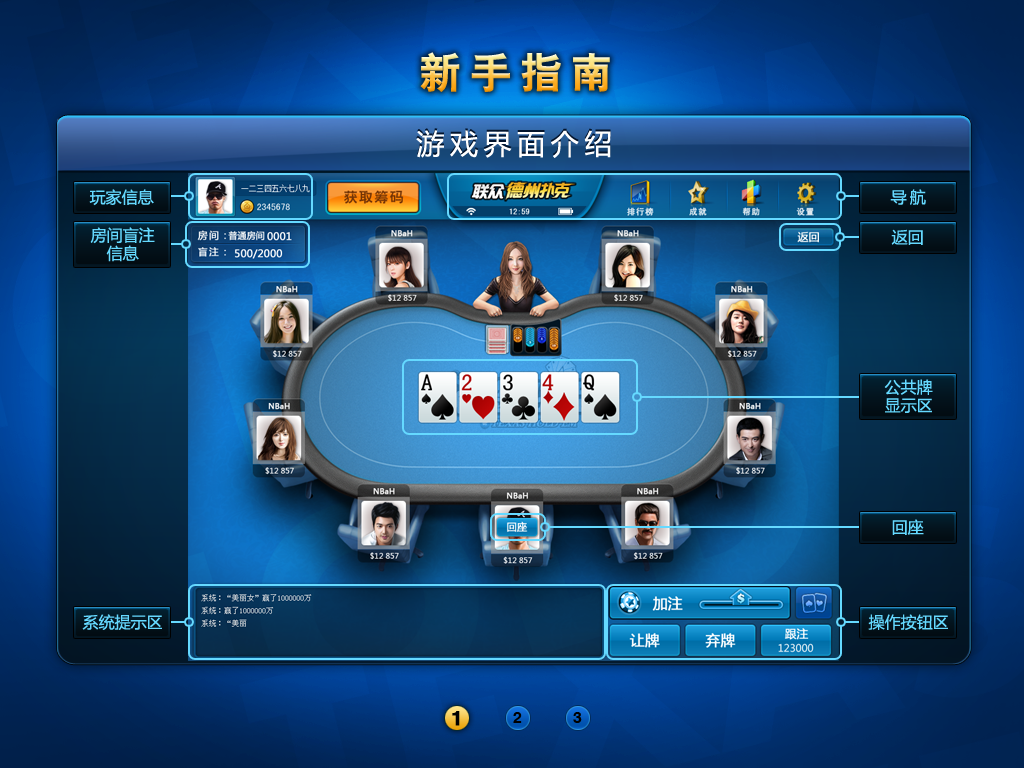 新手指南
游戏界面介绍
玩家信息
一二三四五六七八九
2345678
获取筹码
联众德州扑克
12:59
排行榜
成就
帮助
设置
导航
房间盲注
信息
房间：普通房间0001
盲注： 500/2000
返回
返回
NBaH
$12 857
NBaH
$12 857
NBaH
$12 857
NBaH
$12 857
A
2
3
4
Q
公共牌
显示区
NBaH
$12 857
NBaH
$12 857
NBaH
$12 857
NBaH
回座
$12 857
NBaH
$12 857
回座
系统提示区
系统：“美丽女”赢了1000000万
系统：赢了1000000万
系统：“美丽
加注
$
让牌
弃牌
跟注
123000
操作按钮区
1
2
3